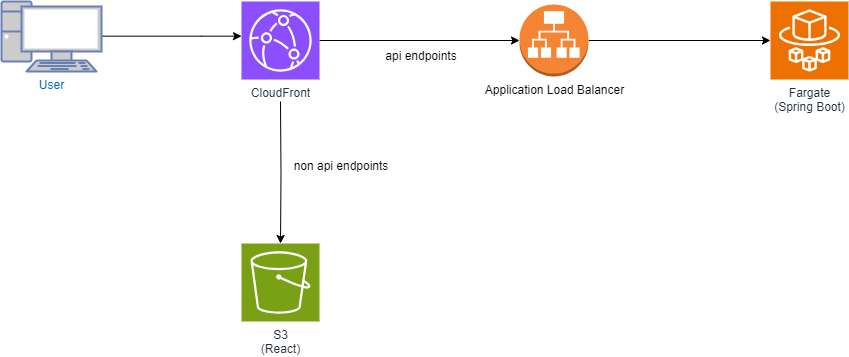 api endpoints
User
CloudFront
Application Load Balancer
Fargate
(Spring Boot)
non api endpoints
S3
(React)